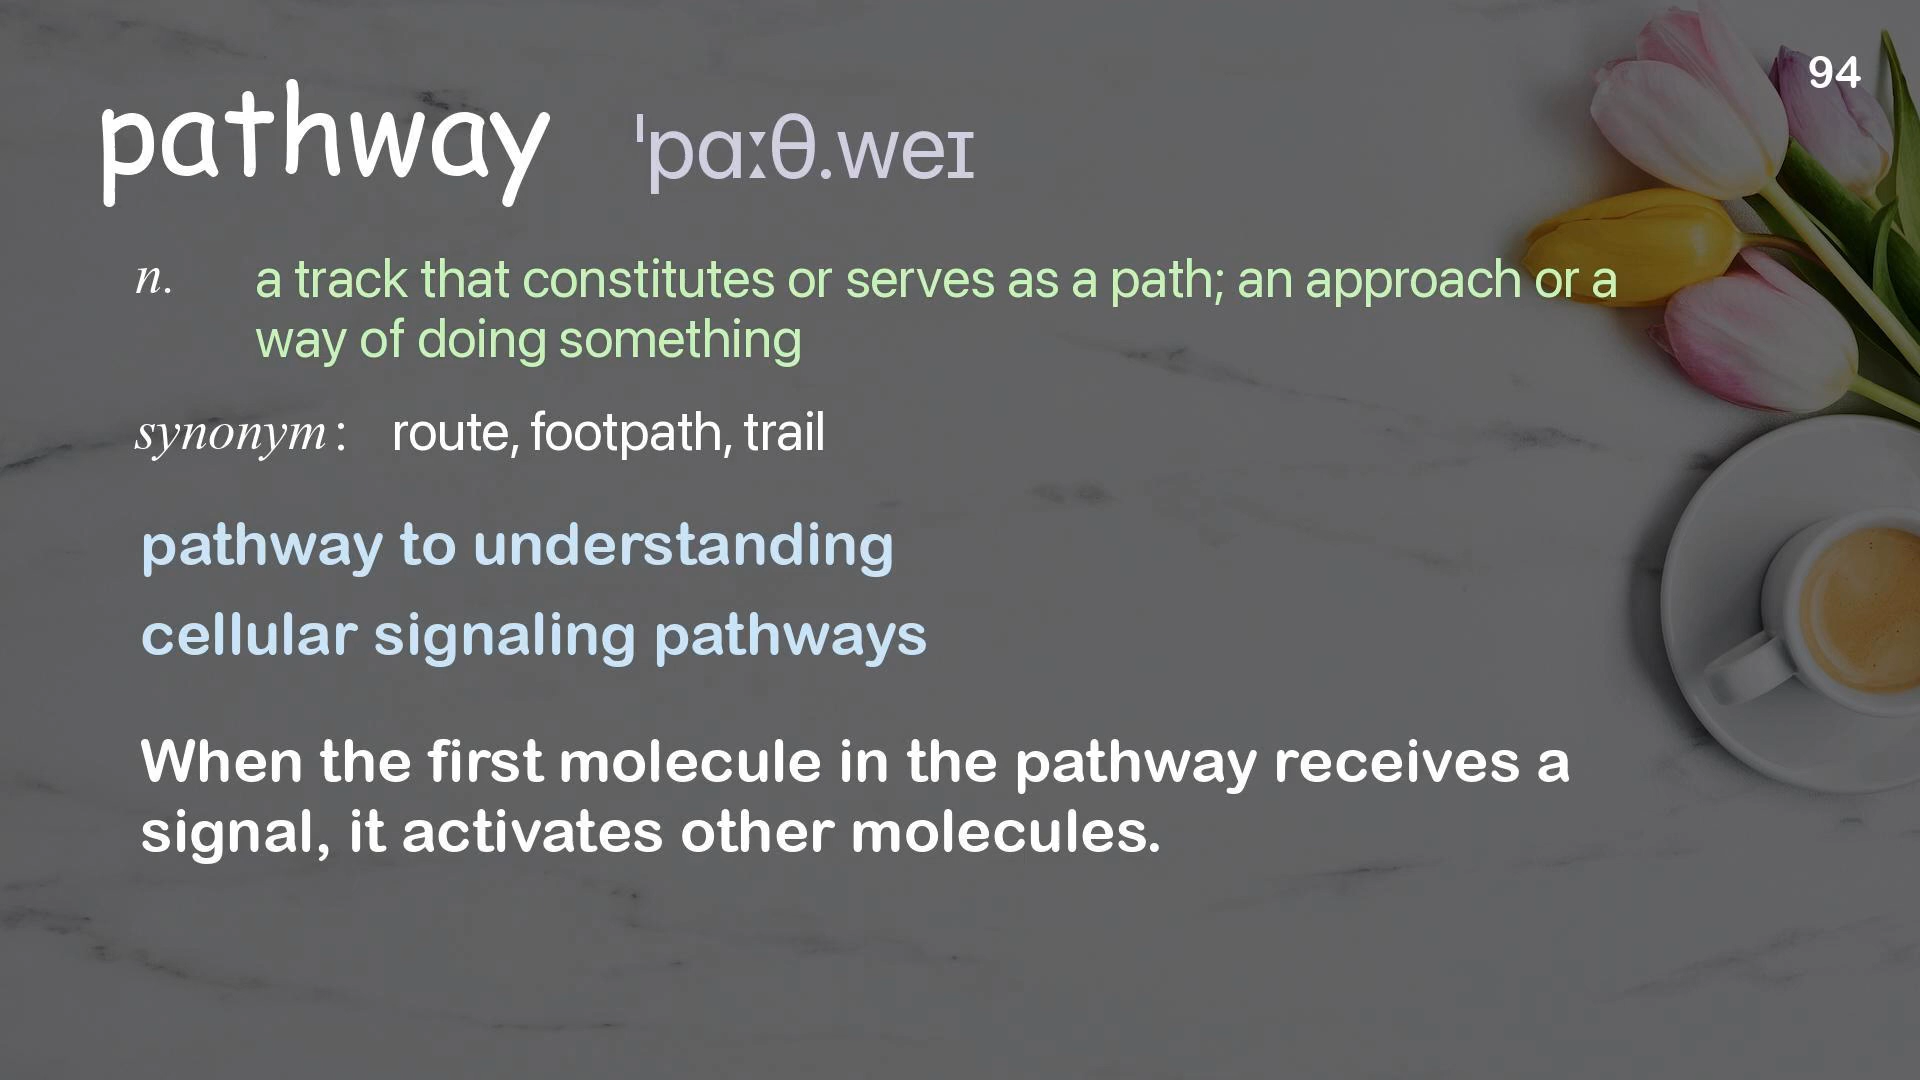 94
pathway ˈpɑːθ.weɪ
n. a track that constitutes or serves as a path; an approach or a
way of doing something
synonym: route, footpath, trail
pathway to understanding
cellular signaling pathways
When the first molecule in the pathway receives a
signal, it activates other molecules.